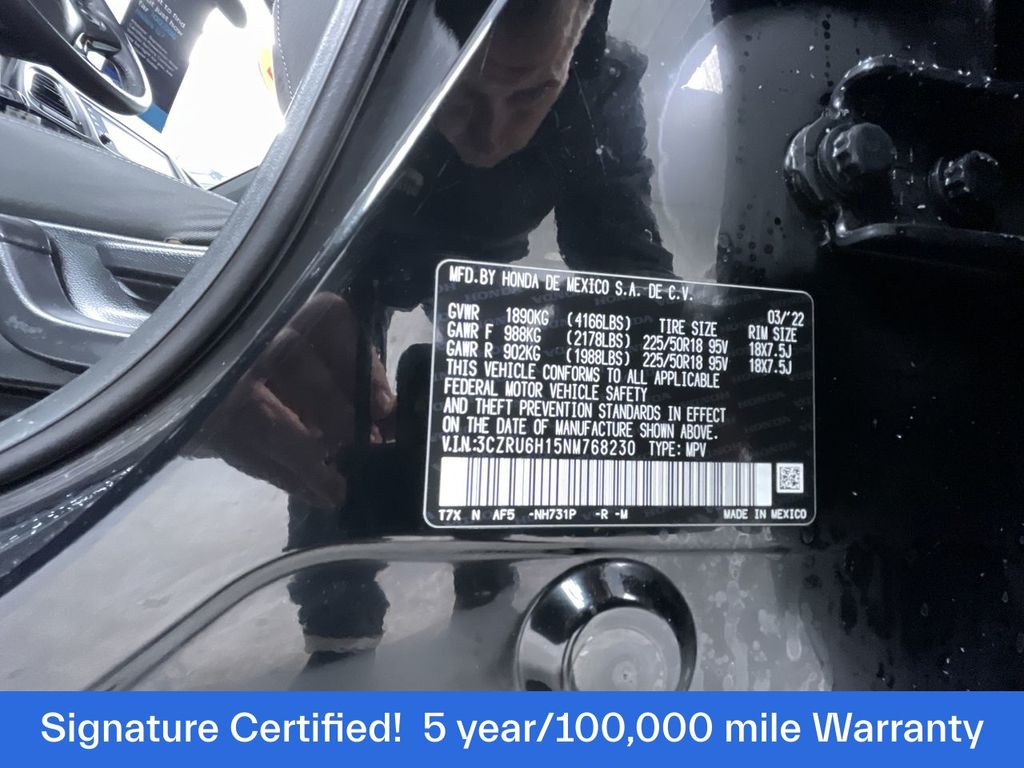 MFD.BY HONDA DE MEXICO S.A. DE C.V.
03/'22
GVWR 1890KG (4166LBS) TIRE SIZE RIM SIZE
GAWR F 988KG (2178LBS) 225/50R18 95V 18X7.5J
GAWR R 902KG (1988LBS) 225/50R18 95V 18X7.5J
THIS VEHICLE CONFORMS TO ALL APPLICABLE
FEDERAL MOTOR VEHICLE SAFETY
AND THEFT PREVENTION STANDARDS IN EFFECT
ON THE DATE OF MANUFACTURE SHOWN ABOVE.
V.I.N.:3CZRU6H15NM768230 TYPE: MPV
T7X N AF5 -NH731P -R -M MADE IN MEXICO
Signature Certified! 5 year/100,000 mile Warranty